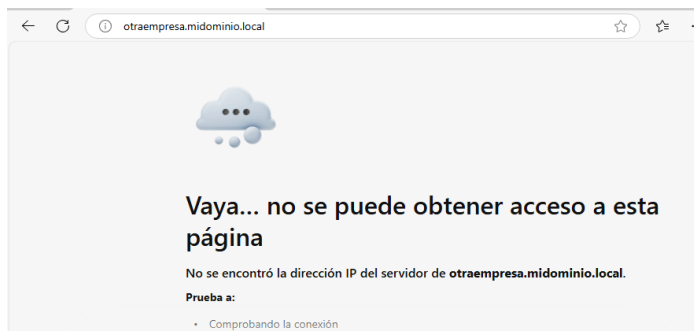 otraempresa.midominio.local
Vaya... no se puede obtener acceso a esta
página
No se encontró la dirección IP del servidor de otraempresa.midominio.local.
Prueba a:
• Comprobando la conexión